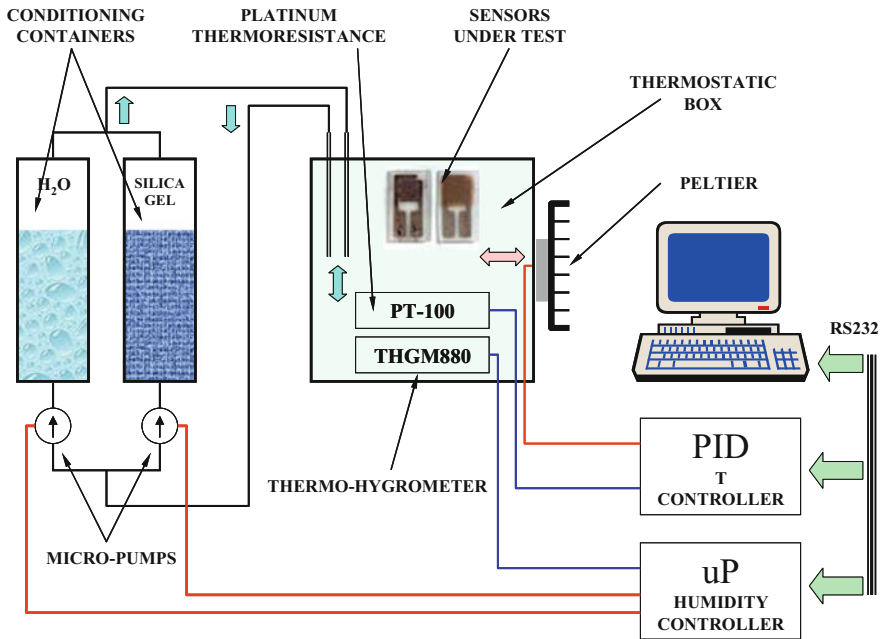 CONDITIONING
CONTAINERS
PLATINUM
THERMORESISTANCE
SENSORS
UNDER TEST
THERMOSTATIC
BOX
PELTIER
H₂O
SILICA
GEL
PT-100
THGM880
RS232
THERMO-HYGROMETER
MICRO-PUMPS
PID
T
CONTROLLER
uP
HUMIDITY
CONTROLLER